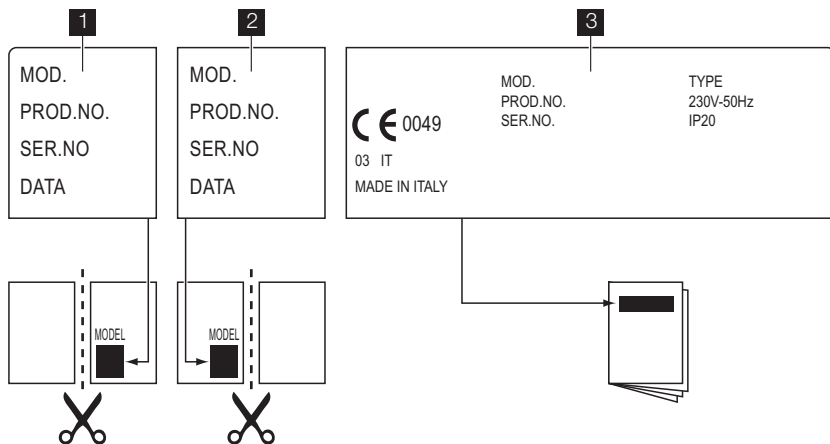 1
MOD.
PROD.NO.
SER.NO
DATA
MODEL
2
MOD.
PROD.NO.
SER.NO
DATA
MODEL
3
CE 0049
03 IT
MADE IN ITALY
MOD.
PROD.NO.
SER.NO.
TYPE
230V-50Hz
IP20